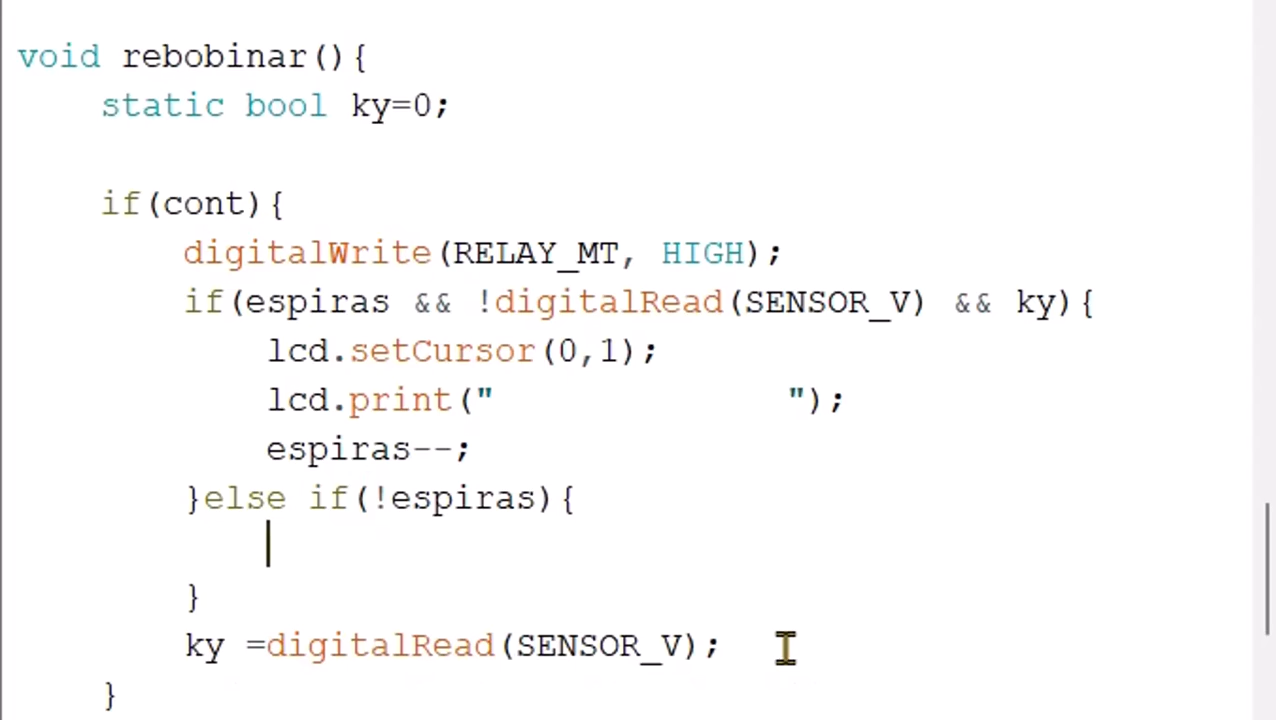 void rebobinar(){
    static bool ky=0;

    if(cont){
        digitalWrite(RELAY_MT, HIGH);
        if(espiras && !digitalRead(SENSOR_V) && ky){
            lcd.setCursor(0,1);
            lcd.print("            ");
            espiras--;
        }else if(!espiras){

        }
        ky =digitalRead(SENSOR_V);
    }